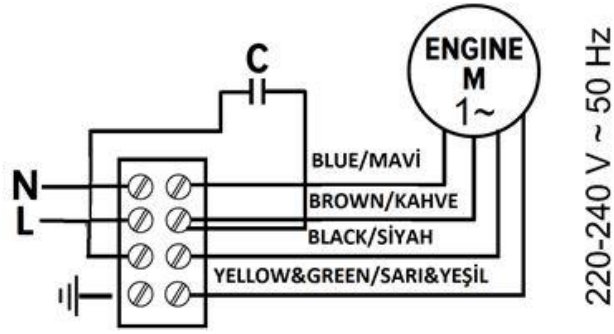 C
ENGINE
M
1~
N
L
BLUE/MAVİ
BROWN/KAHVE
BLACK/SİYAH
YELLOW&GREEN/SARI&YEŞİL
220-240 V ~ 50 Hz